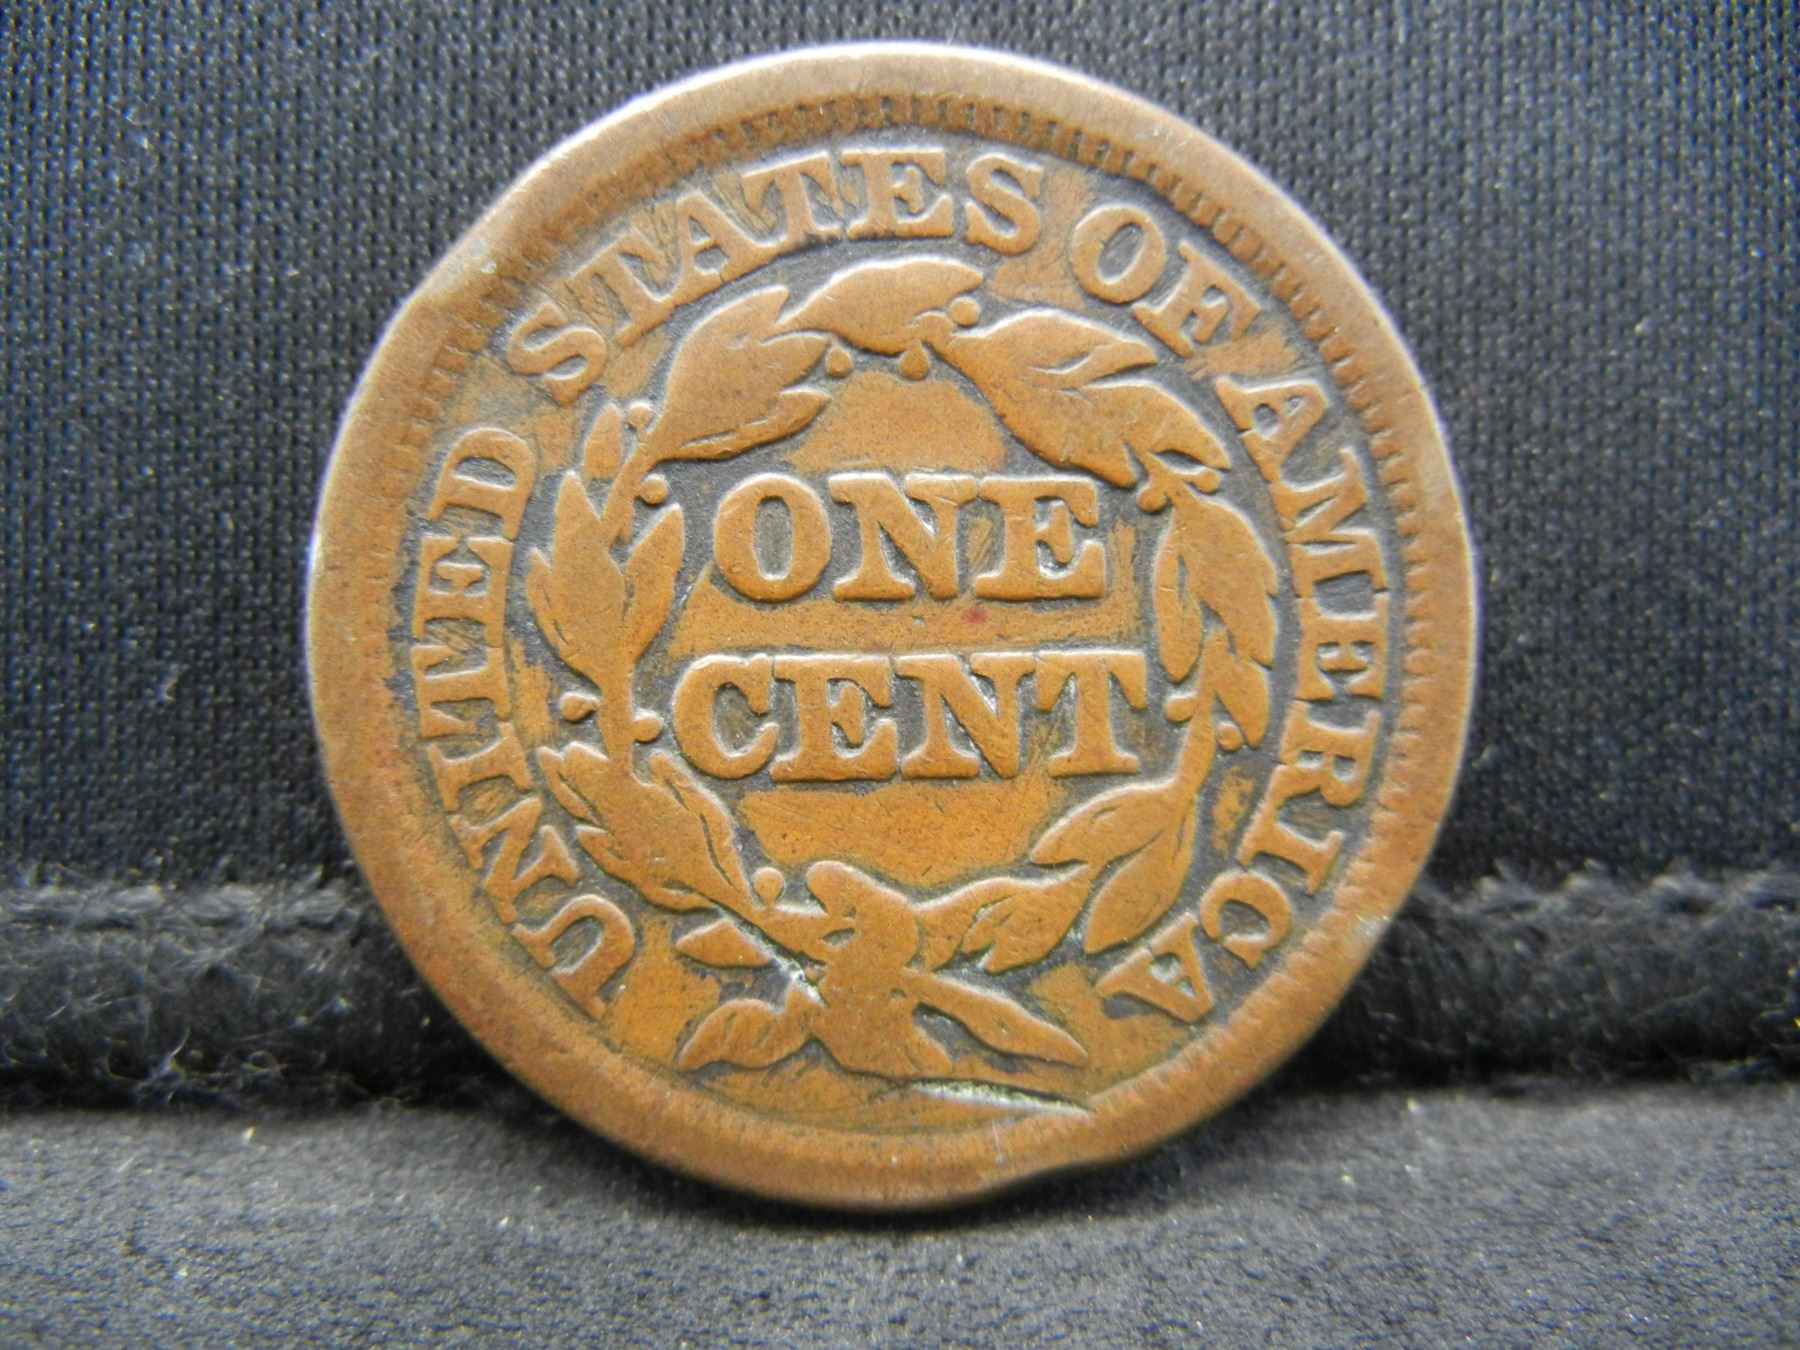 UNITED STATES OF AMERICA
ONE
CENT